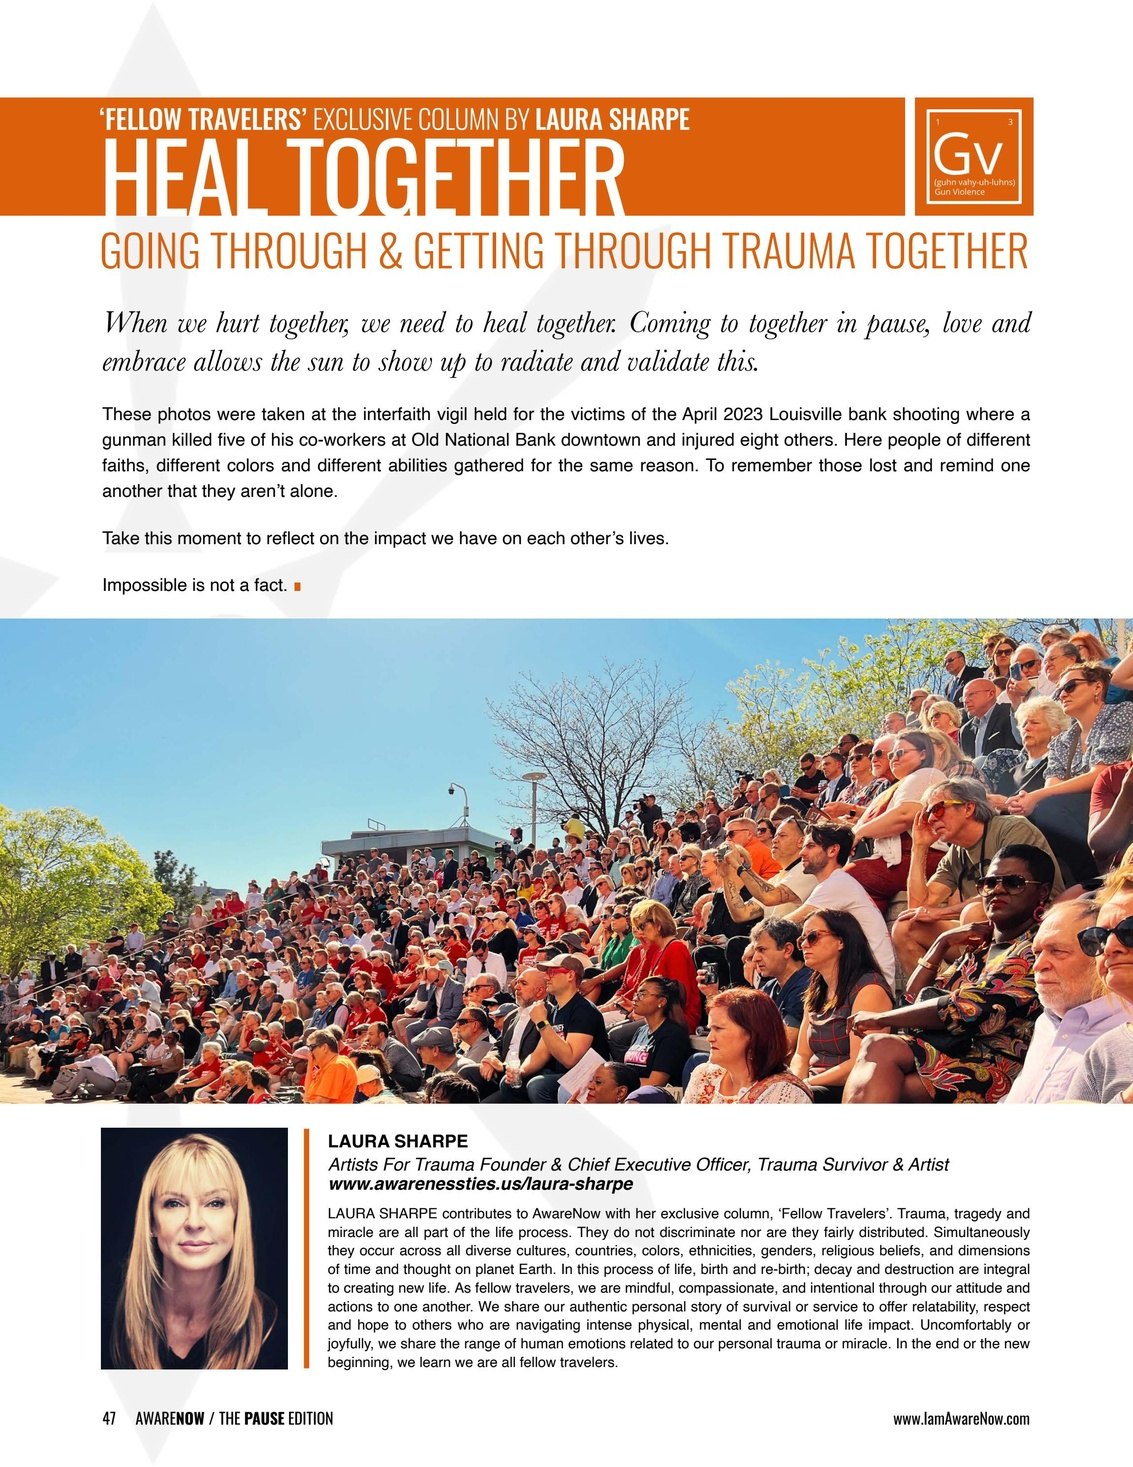 ‘FELLOW TRAVELERS’ EXCLUSIVE COLUMN BY LAURA SHARPE
HEAL TOGETHER
1 3
Gv
(guhn vahy-uh-luhns)
Gun Violence
GOING THROUGH & GETTING THROUGH TRAUMA TOGETHER
When we hurt together, we need to heal together. Coming to together in pause, love and
embrace allows the sun to show up to radiate and validate this.
These photos were taken at the interfaith vigil held for the victims of the April 2023 Louisville bank shooting where a
gunman killed five of his co-workers at Old National Bank downtown and injured eight others. Here people of different
faiths, different colors and different abilities gathered for the same reason. To remember those lost and remind one
another that they aren’t alone.
Take this moment to reflect on the impact we have on each other’s lives.
Impossible is not a fact.
LAURA SHARPE
Artists For Trauma Founder & Chief Executive Officer, Trauma Survivor & Artist
www.awarenessties.us/laura-sharpe
LAURA SHARPE contributes to AwareNow with her exclusive column, ‘Fellow Travelers’. Trauma, tragedy and
miracle are all part of the life process. They do not discriminate nor are they fairly distributed. Simultaneously
they occur across all diverse cultures, countries, colors, ethnicities, genders, religious beliefs, and dimensions
of time and thought on planet Earth. In this process of life, birth and re-birth; decay and destruction are integral
to creating new life. As fellow travelers, we are mindful, compassionate, and intentional through our attitude and
actions to one another. We share our authentic personal story of survival or service to offer relatability, respect
and hope to others who are navigating intense physical, mental and emotional life impact. Uncomfortably or
joyfully, we share the range of human emotions related to our personal trauma or miracle. In the end or the new
beginning, we learn we are all fellow travelers.
47 AWARENOW / THE PAUSE EDITION
www.IamAwareNow.com